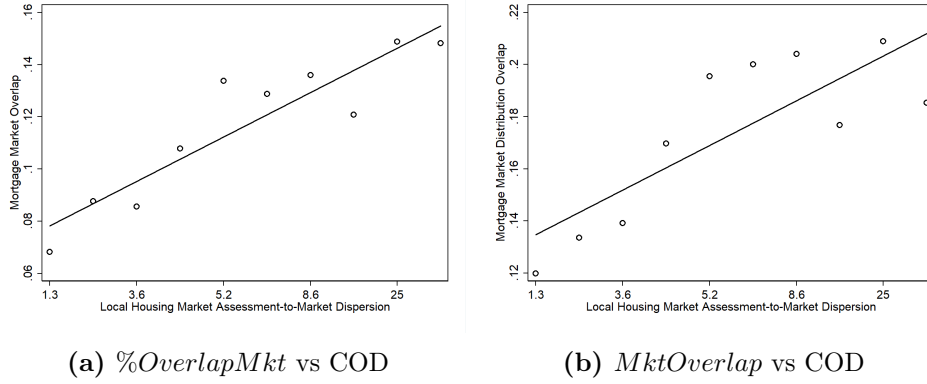 .16
.14
.12
.1
.08
.06
Mortgage Market Overlap
1.3 3.6 5.2 8.6 25
Local Housing Market Assessment-to-Market Dispersion
(a) %OverlapMkt vs COD
.22
.2
.18
.16
.14
.12
Mortgage Market Distribution Overlap
1.3 3.6 5.2 8.6 25
Local Housing Market Assessment-to-Market Dispersion
(b) MktOverlap vs COD